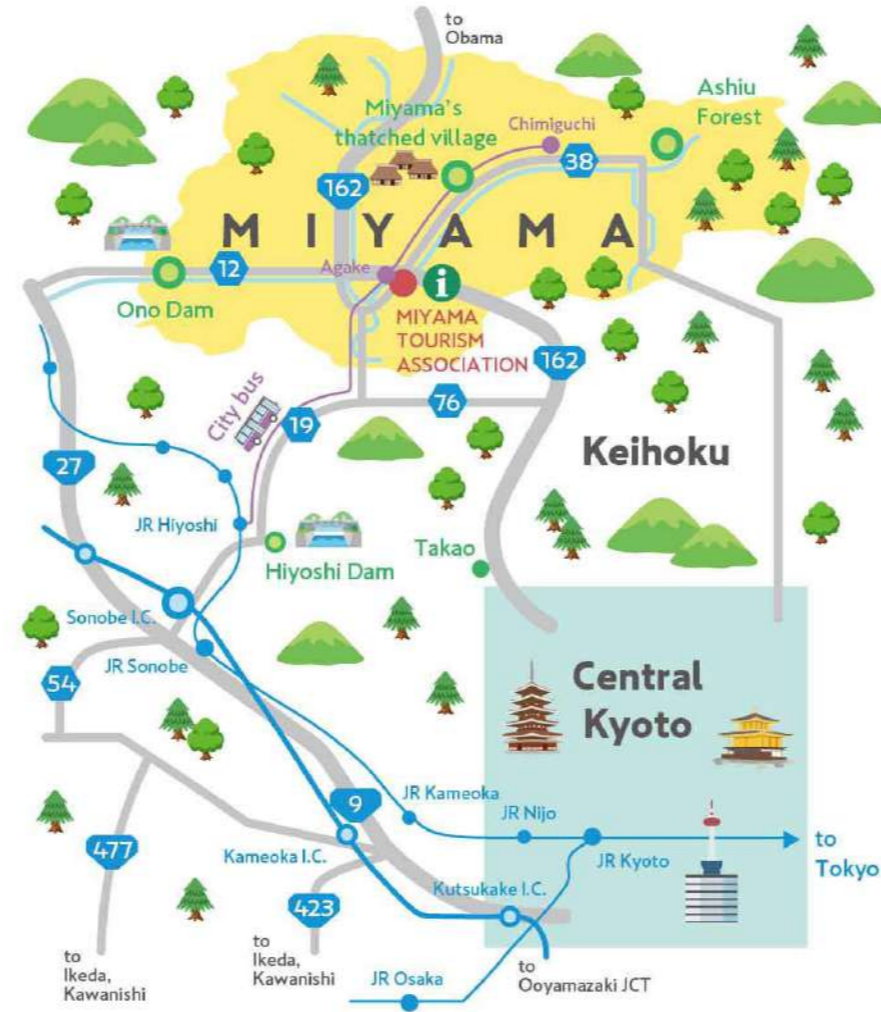 to
Obama
Miyama's
thatched village
Chimiguchi
Ashiu
Forest
38
162
MIYAMA
12
Agake
i
Ono Dam
MIYAMA
TOURISM
ASSOCIATION
162
City bus
19
76
Keihoku
27
JR Hiyoshi
Hiyoshi Dam
Takao
Sonobe I.C.
JR Sonobe
54
Central
Kyoto
9
JR Kameoka
JR Nijo
JR Kyoto
to
Tokyo
477
Kameoka I.C.
423
Kutsukake I.C.
to
Ikeda,
Kawanishi
to
Ikeda,
Kawanishi
JR Osaka
to
Ooyamazaki JCT